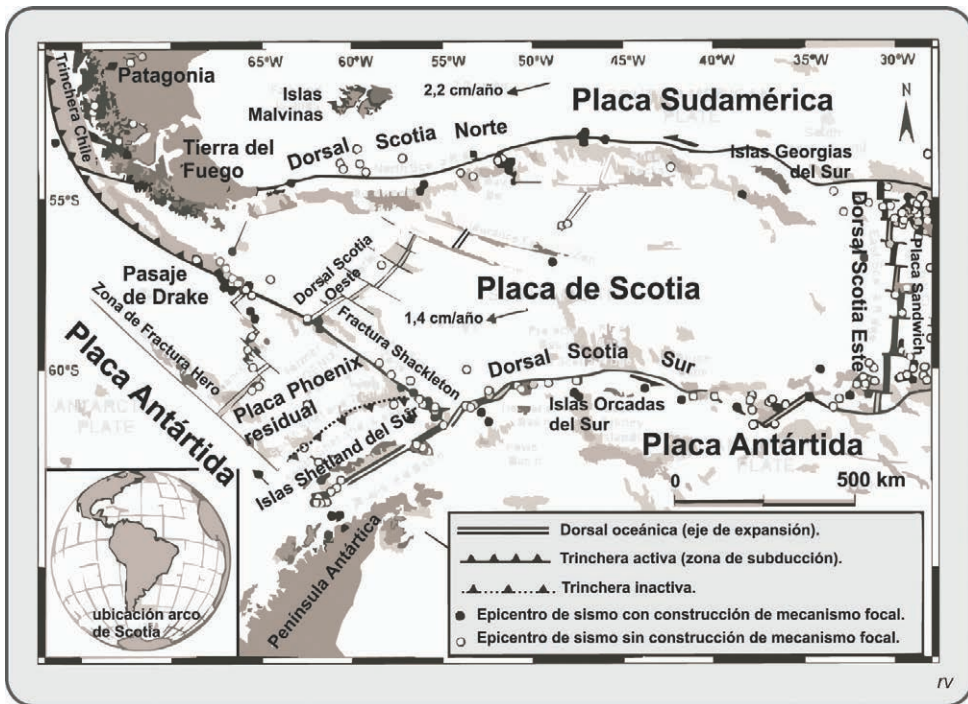 65°W
60°W
55°W
50°W
45°W
40°W
35°W
30°W
Trinchera Chile
Patagonia
Islas
Malvinas
2,2 cm/año
Placa Sudamérica
N
Tierra del
Fuego
Dorsal Scotia Norte
Islas Georgias
del Sur
55°S
Pasaje
de Drake
Dorsal Scotia
Oeste
Placa de Scotia
Dorsal Scotia Este
Placa Sandwich
Zona de Fractura Hero
1,4 cm/año
Fractura Shackleton
Dorsal Scotia Sur
60°S
Placa Antártida
Placa Phoenix
residual
Islas Shetland del Sur
Islas Orcadas
del Sur
Placa Antártida
ANTARCTIC
PLATE
PLATE
PLATE
0 500 km
Península Antártica
ubicación arco
de Scotia
Dorsal oceánica (eje de expansión).
Trinchera activa (zona de subducción).
Trinchera inactiva.
Epicentro de sismo con construcción de mecanismo focal.
Epicentro de sismo sin construcción de mecanismo focal.
rv